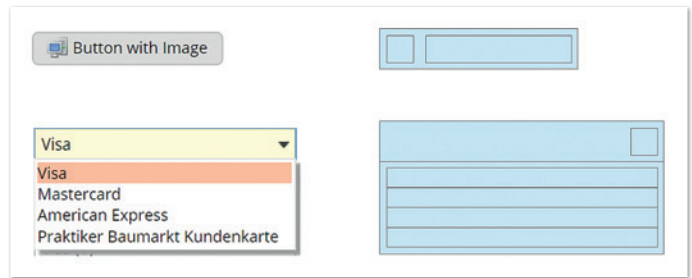 Button with Image
Visa
Visa
Mastercard
American Express
Praktiker Baumarkt Kundenkarte